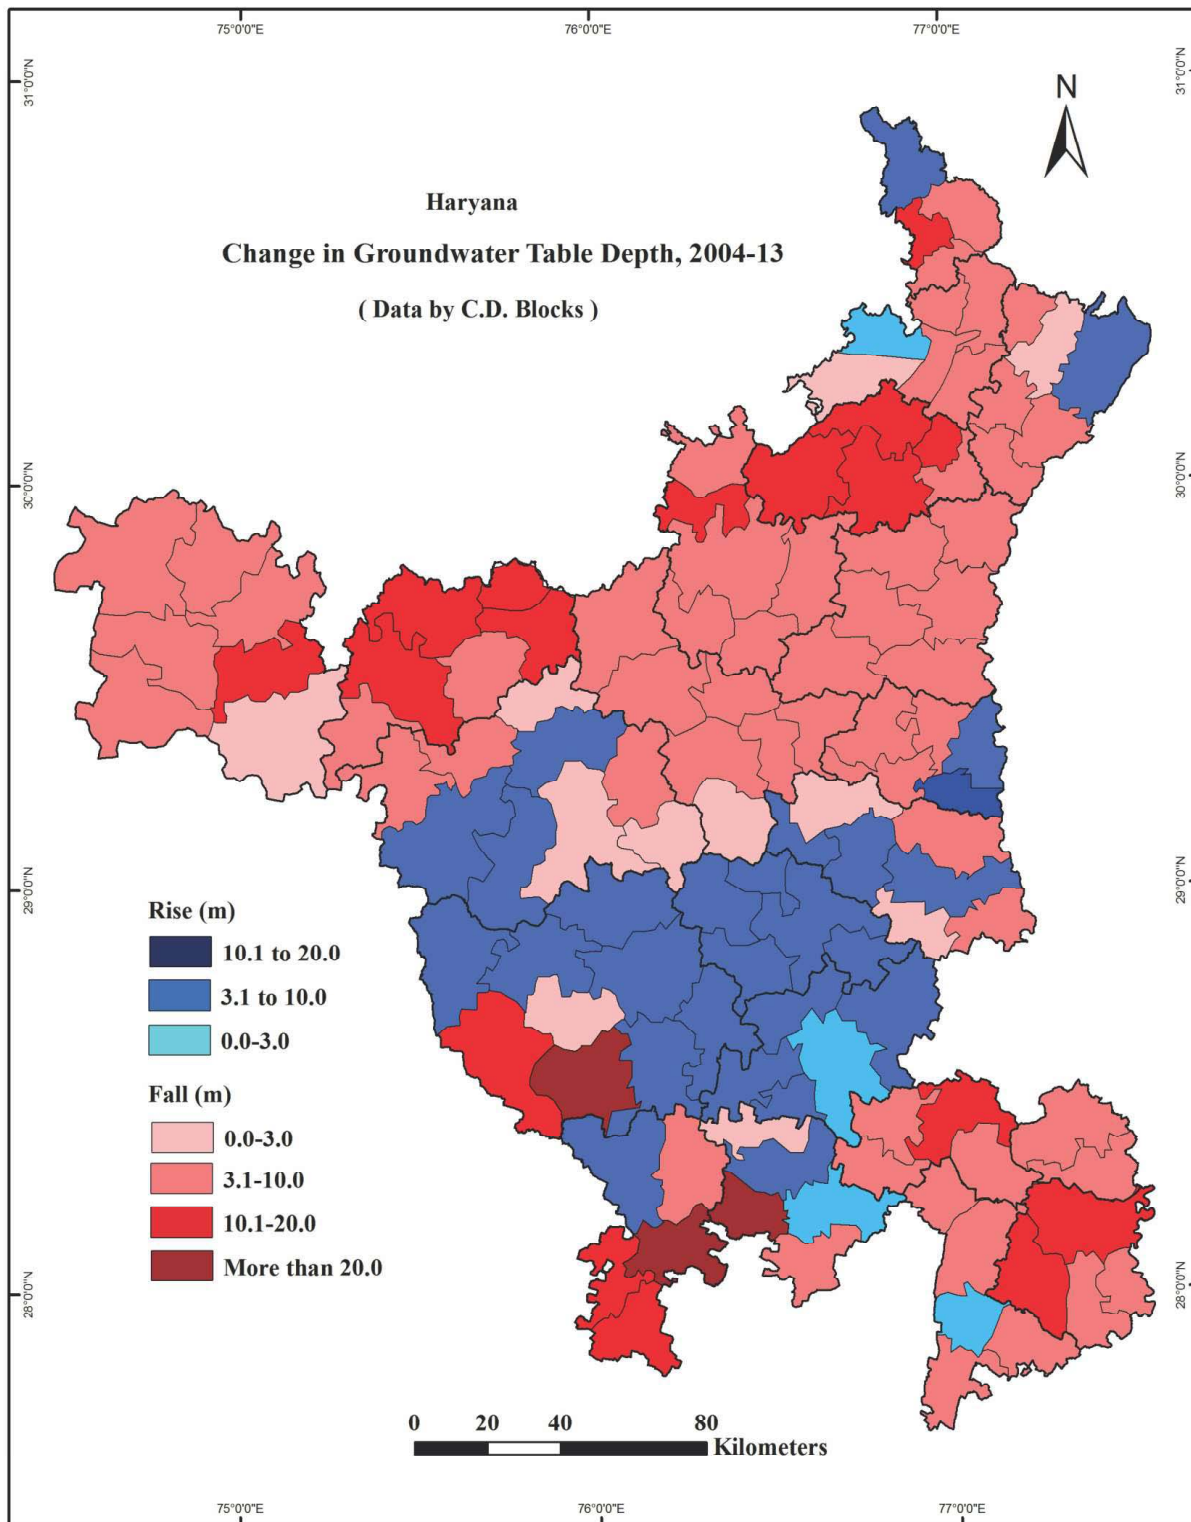 75°0'0"E 76°0'0"E 77°0'0"E
31°0'0"N 31°0'0"N
N
Haryana
Change in Groundwater Table Depth, 2004-13
( Data by C.D. Blocks )
30°0'0"N 30°0'0"N
29°0'0"N 29°0'0"N
Rise (m)
10.1 to 20.0
3.1 to 10.0
0.0-3.0
Fall (m)
0.0-3.0
3.1-10.0
10.1-20.0
More than 20.0
28°0'0"N 28°0'0"N
0 20 40 80
Kilometers
75°0'0"E 76°0'0"E 77°0'0"E